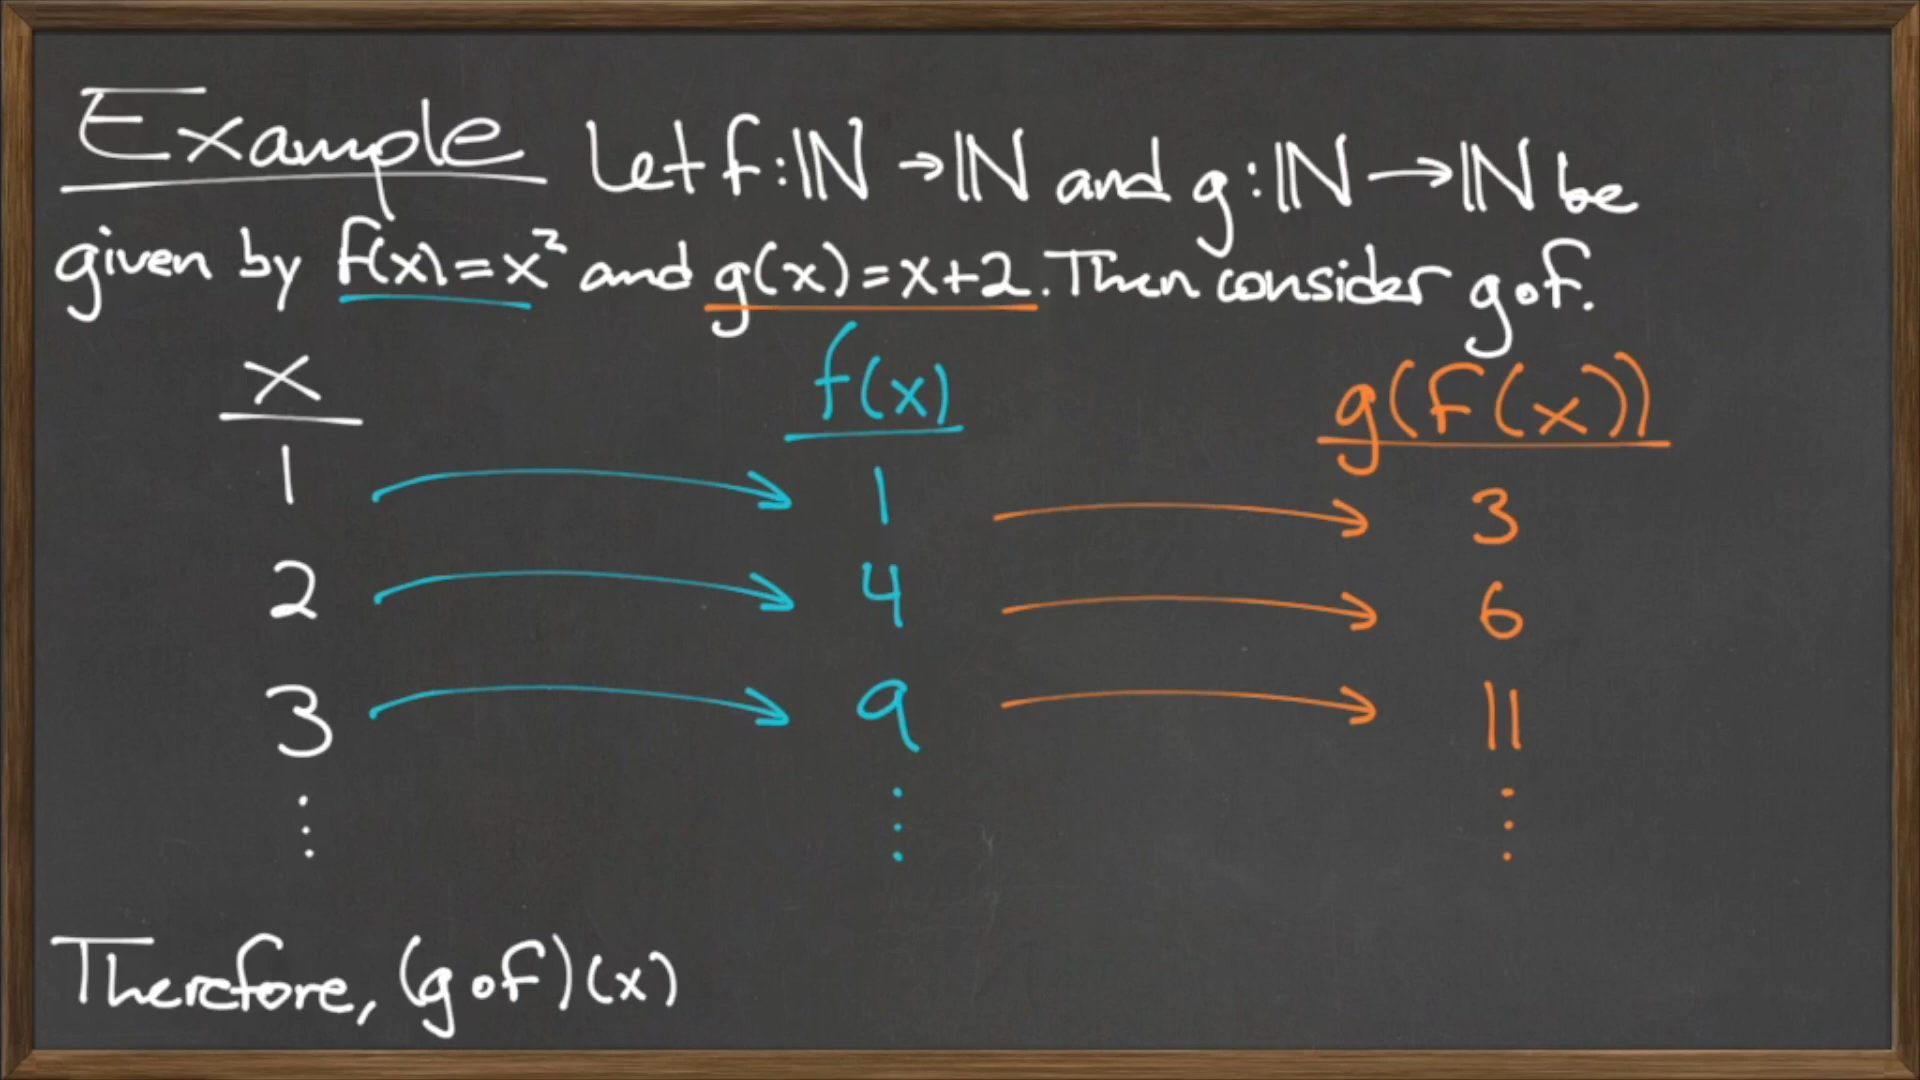 Example Let f:ℕ→ℕ and g:ℕ→ℕ be
given by f(x)=x² and g(x)=x+2. Then consider g∘f.
x f(x) g(f(x))
1 → 1 → 3
2 → 4 → 6
3 → 9 → 11
⋮ ⋮ ⋮
Therefore, (g∘f)(x)